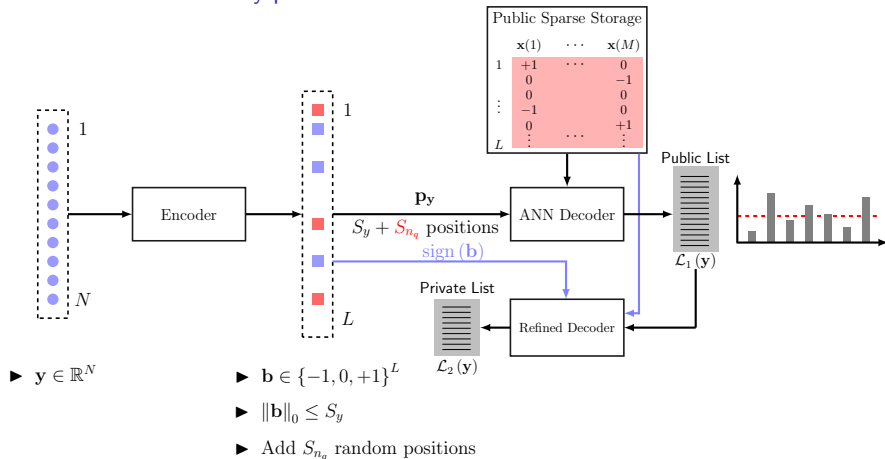 Public Sparse Storage
x(1) ··· x(M)
1 +1 ··· 0
0 −1
0 0
⋮ −1 0
0 +1
L ⋮ ··· ⋮
1
N
Encoder
1
L
p_y
S_y + S_{n_q} positions
sign (b)
ANN Decoder
Public List
L_1 (y)
Private List
L_2 (y)
Refined Decoder
► y ∈ ℝ^N
► b ∈ {−1, 0, +1}^L
► ‖b‖_0 ≤ S_y
► Add S_{n_q} random positions